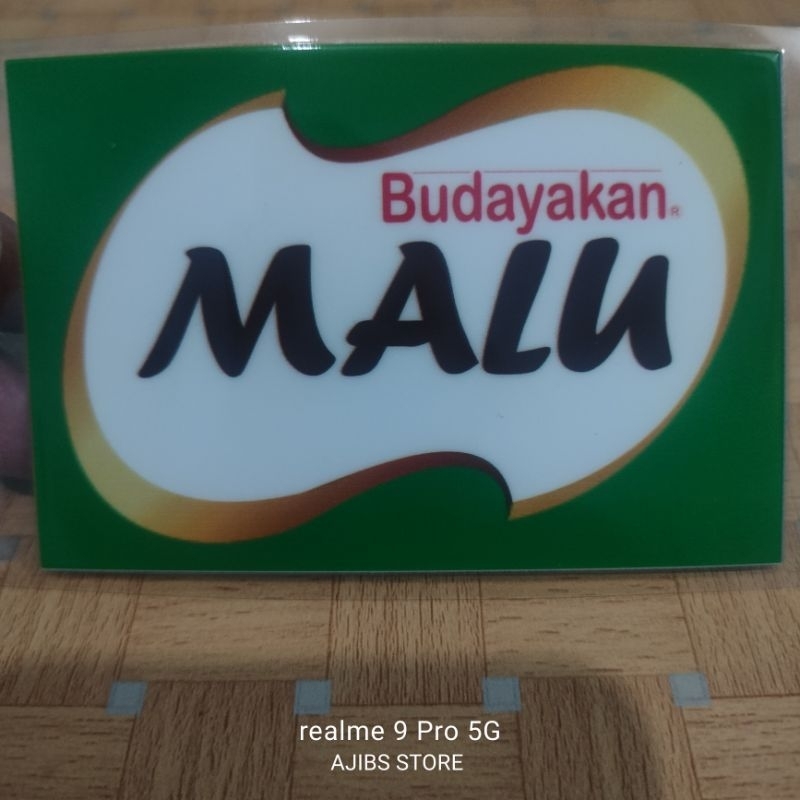 Budayakan®
MALU
realme 9 Pro 5G
AJIBS STORE